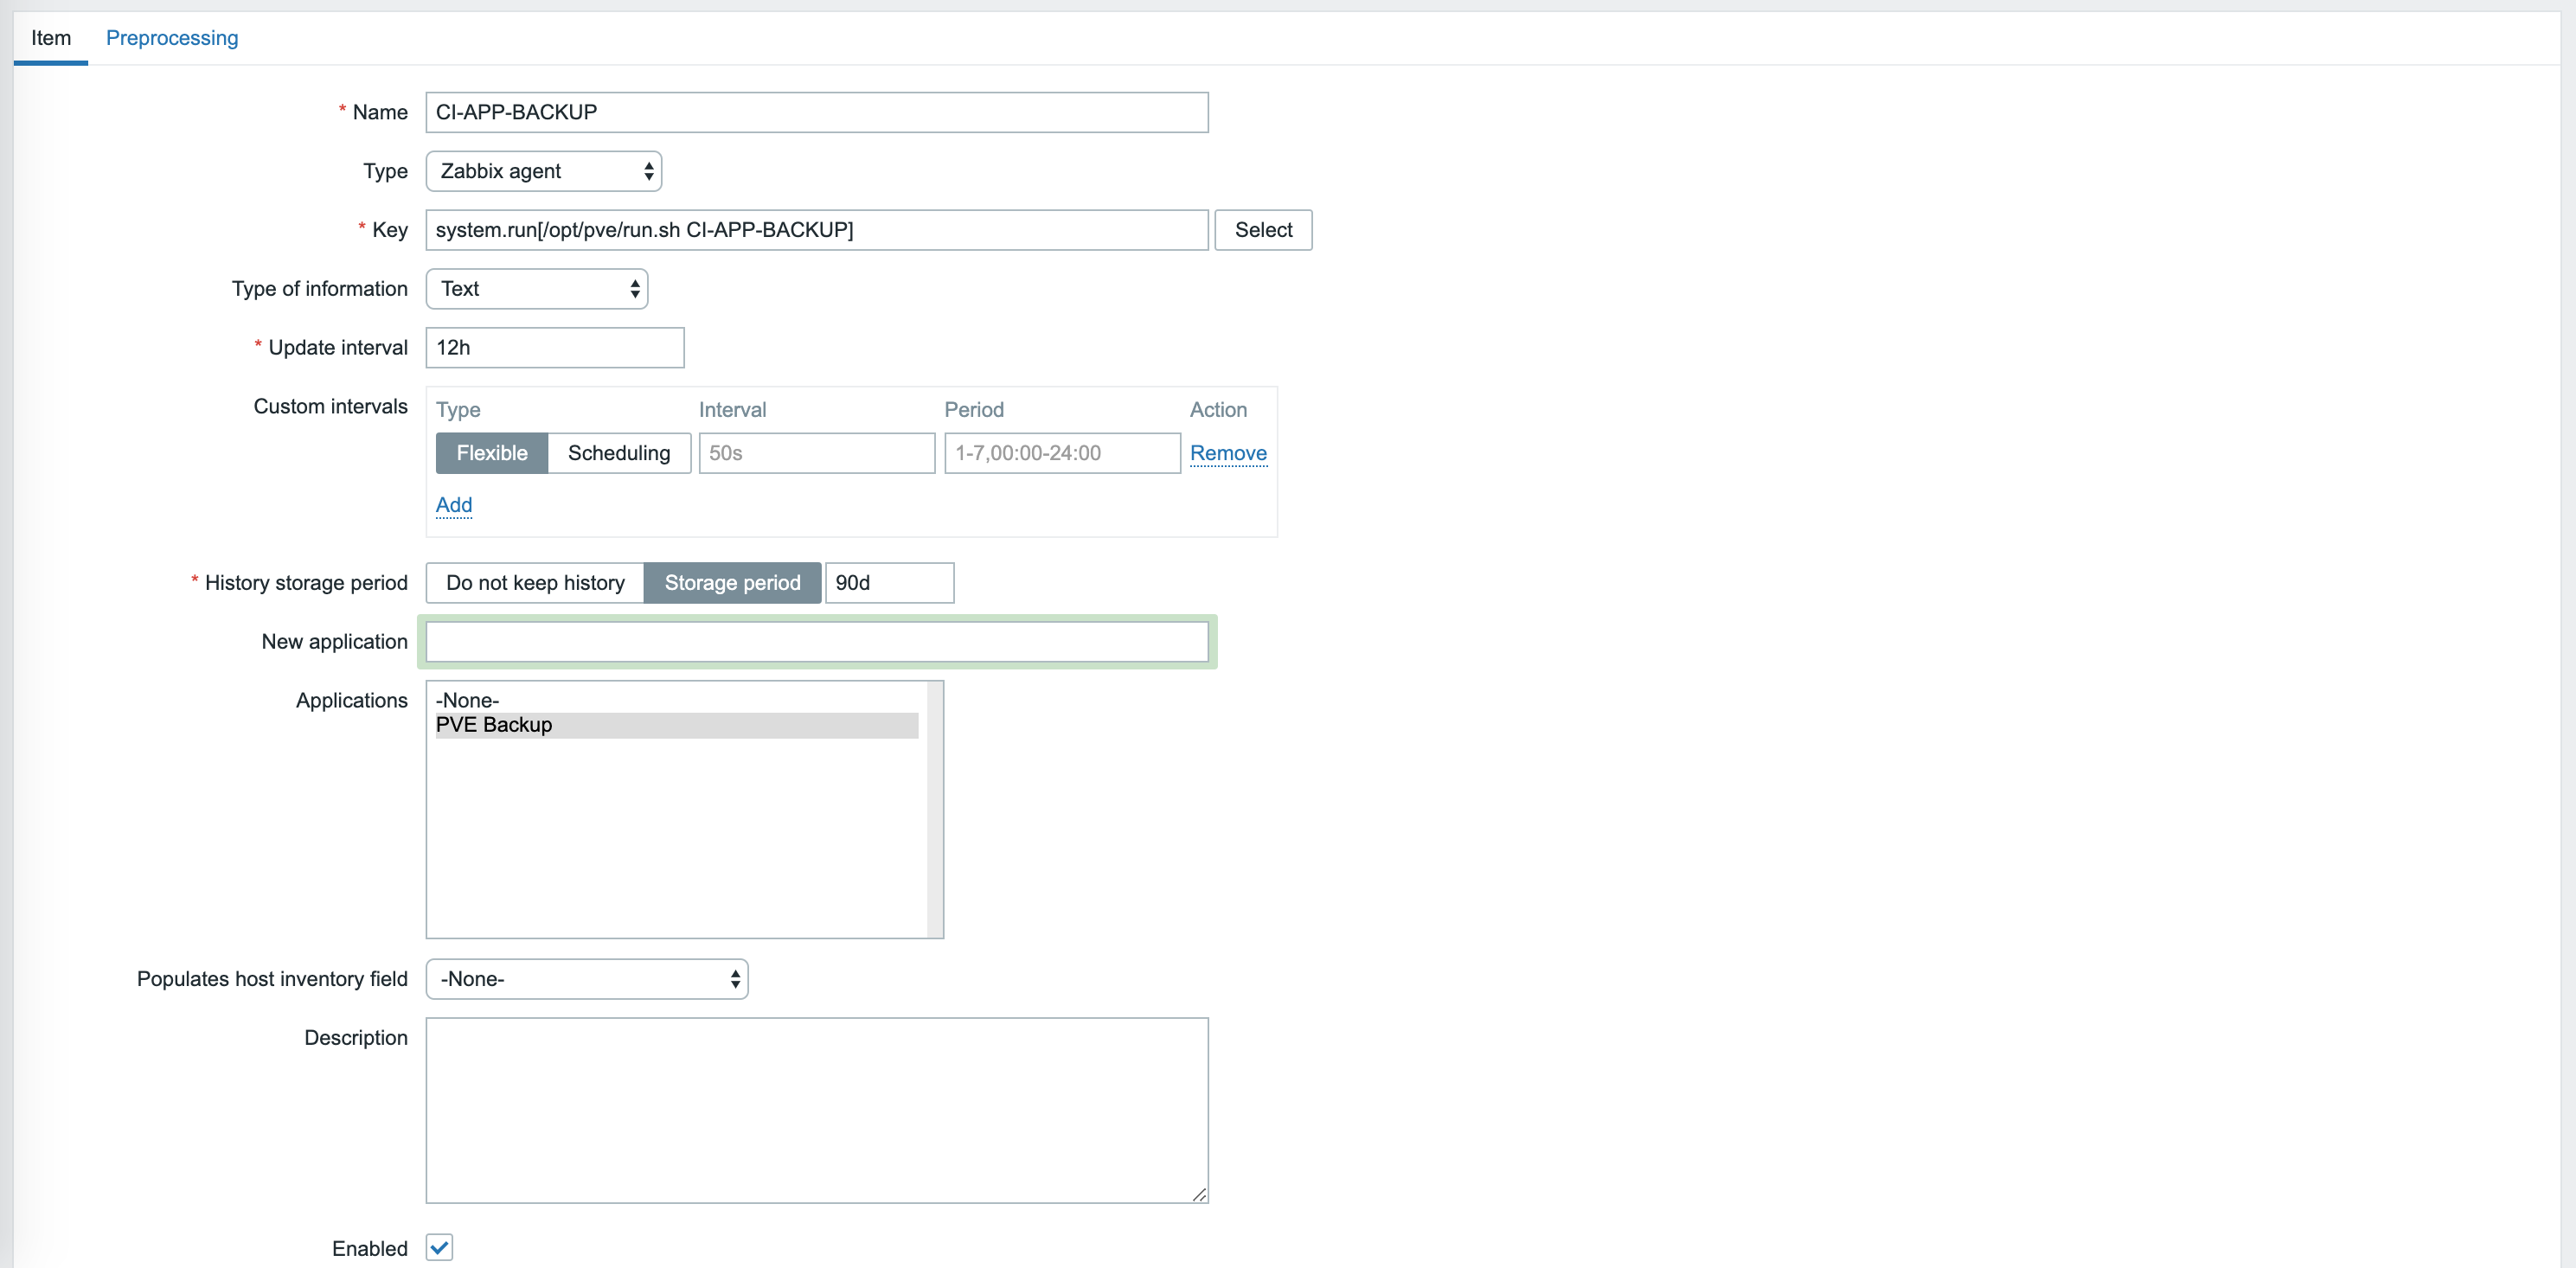 Item Preprocessing
* Name CI-APP-BACKUP
Type Zabbix agent
* Key system.run[/opt/pve/run.sh CI-APP-BACKUP] Select
Type of information Text
* Update interval 12h
Custom intervals Type Interval Period Action
Flexible Scheduling 50s 1-7,00:00-24:00 Remove
Add
* History storage period Do not keep history Storage period 90d
New application
Applications -None-
PVE Backup
Populates host inventory field -None-
Description
Enabled